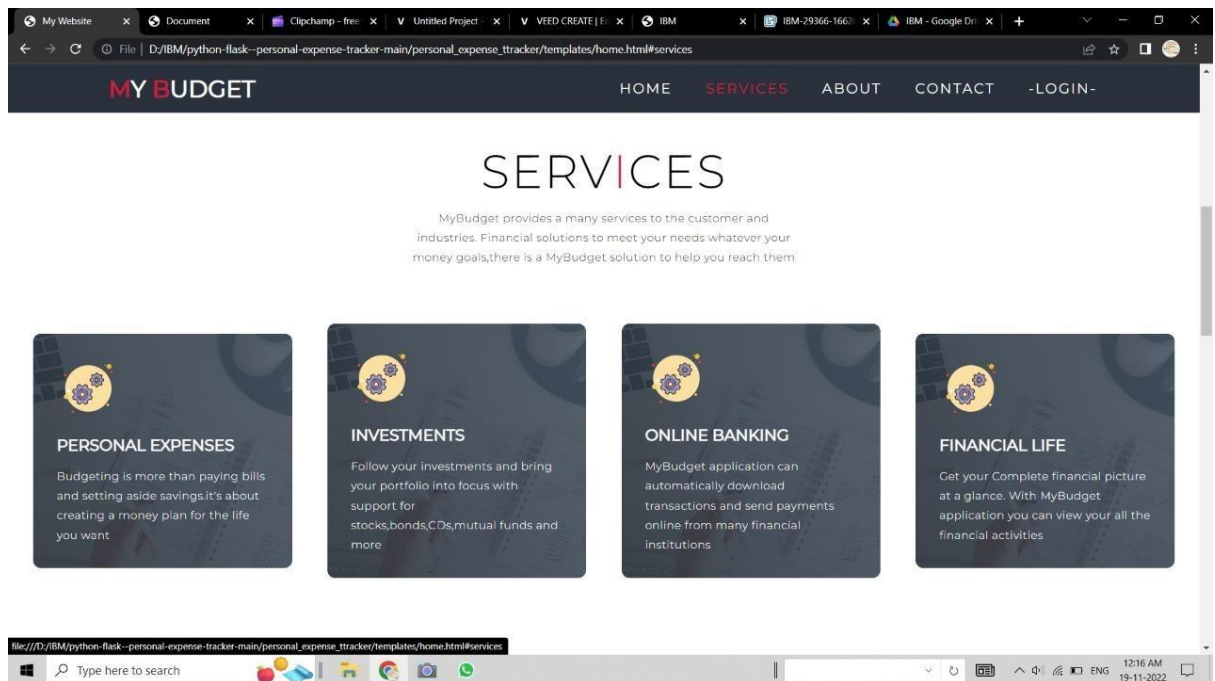 My Website
Document
Clipchamp - free
Untitled Project -
VEED CREATE | Ed
IBM
IBM-29366-1662
IBM - Google Dri
File | D:/IBM/python-flask--personal-expense-tracker-main/personal_expense_ttracker/templates/home.html#services
MY BUDGET
HOME SERVICES ABOUT CONTACT -LOGIN-
SERVICES
MyBudget provides a many services to the customer and
industries. Financial solutions to meet your needs whatever your
money goals,there is a MyBudget solution to help you reach them
PERSONAL EXPENSES
Budgeting is more than paying bills
and setting aside savings.it's about
creating a money plan for the life
you want
INVESTMENTS
Follow your investments and bring
your portfolio into focus with
support for
stocks,bonds,CDs,mutual funds and
more
ONLINE BANKING
MyBudget application can
automatically download
transactions and send payments
online from many financial
institutions
FINANCIAL LIFE
Get your Complete financial picture
at a glance. With MyBudget
application you can view your all the
financial activities
file:///D:/IBM/python-flask--personal-expense-tracker-main/personal_expense_ttracker/templates/home.html#services
Type here to search
ENG
12:16 AM
19-11-2022